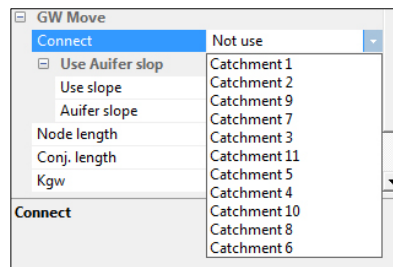 GW Move
Connect Not use
Use Auifer slop Catchment 1
Use slope Catchment 2
Auifer slope Catchment 9
Node length Catchment 7
Conj. length Catchment 3
Kgw Catchment 11
Catchment 5
Catchment 4
Connect Catchment 10
Catchment 8
Catchment 6